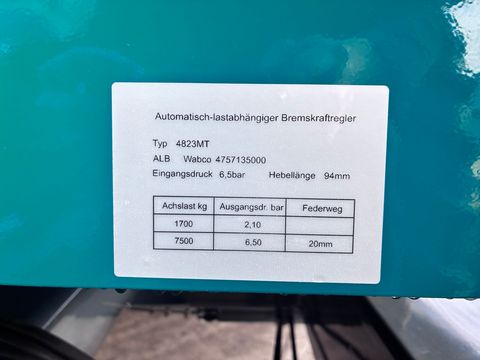 Automatisch-lastabhängiger Bremskraftregler
Typ 4823MT
ALB Wabco 4757135000
Eingangsdruck 6,5bar Hebellänge 94mm
Achslast kg Ausgangsdr. bar Federweg
1700 2,10
7500 6,50 20mm